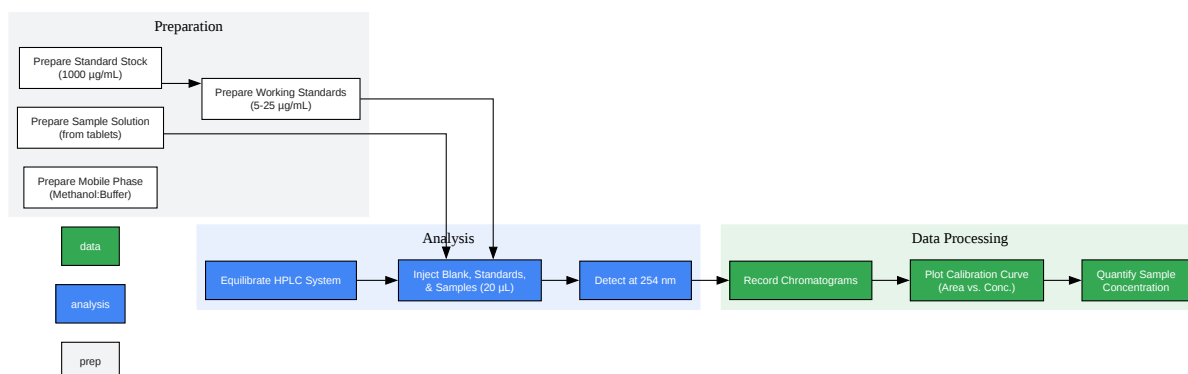 Preparation
Prepare Standard Stock
(1000 µg/mL)
Prepare Working Standards
(5-25 µg/mL)
Prepare Sample Solution
(from tablets)
Prepare Mobile Phase
(Methanol:Buffer)
data
analysis
prep
Analysis
Equilibrate HPLC System
Inject Blank, Standards,
& Samples (20 µL)
Detect at 254 nm
Data Processing
Record Chromatograms
Plot Calibration Curve
(Area vs. Conc.)
Quantify Sample
Concentration